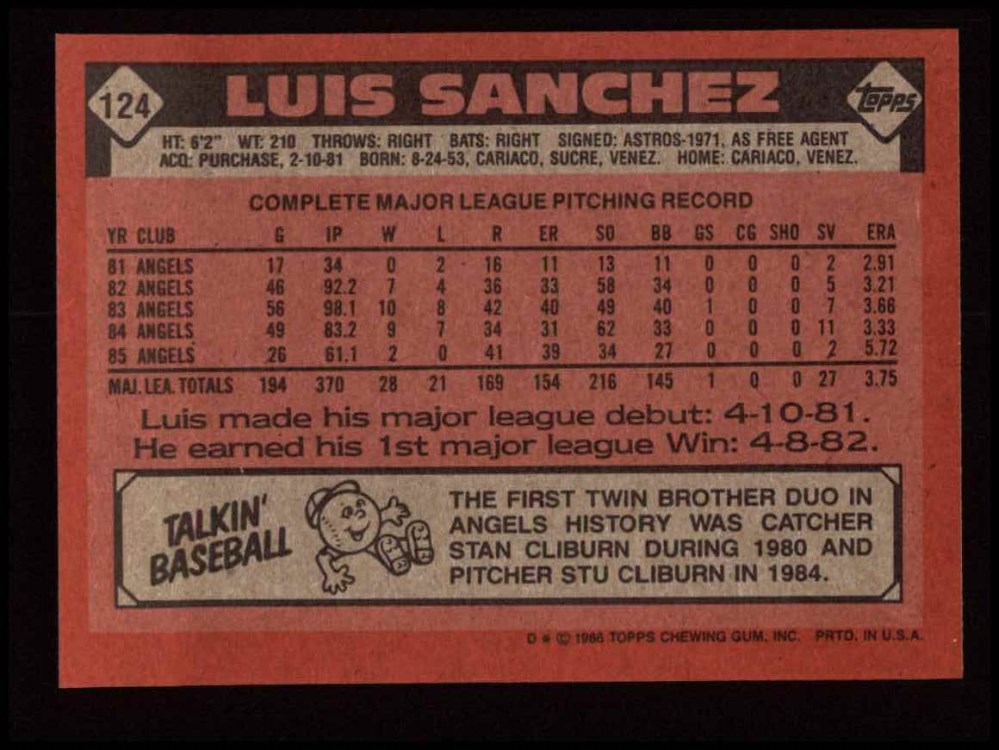 124
LUIS SANCHEZ
Topps
HT: 6'2" WT: 210 THROWS: RIGHT BATS: RIGHT SIGNED: ASTROS-1971, AS FREE AGENT
ACQ: PURCHASE, 2-10-81 BORN: 8-24-53, CARIACO, SUCRE, VENEZ. HOME: CARIACO, VENEZ.
COMPLETE MAJOR LEAGUE PITCHING RECORD
YR CLUB G IP W L R ER SO BB GS CG SHO SV ERA
81 ANGELS 17 34 0 2 16 11 13 11 0 0 0 2 2.91
82 ANGELS 46 92.2 7 4 36 33 58 34 0 0 0 5 3.21
83 ANGELS 56 98.1 10 8 42 40 49 40 1 0 0 7 3.66
84 ANGELS 49 83.2 9 7 34 31 62 33 0 0 0 11 3.33
85 ANGELS 26 61.1 2 0 41 39 34 27 0 0 0 2 5.72
MAJ. LEA. TOTALS 194 370 28 21 169 154 216 145 1 0 0 27 3.75
Luis made his major league debut: 4-10-81.
He earned his 1st major league Win: 4-8-82.
TALKIN'
BASEBALL
THE FIRST TWIN BROTHER DUO IN
ANGELS HISTORY WAS CATCHER
STAN CLIBURN DURING 1980 AND
PITCHER STU CLIBURN IN 1984.
D * © 1986 TOPPS CHEWING GUM, INC. PRTD. IN U.S.A.